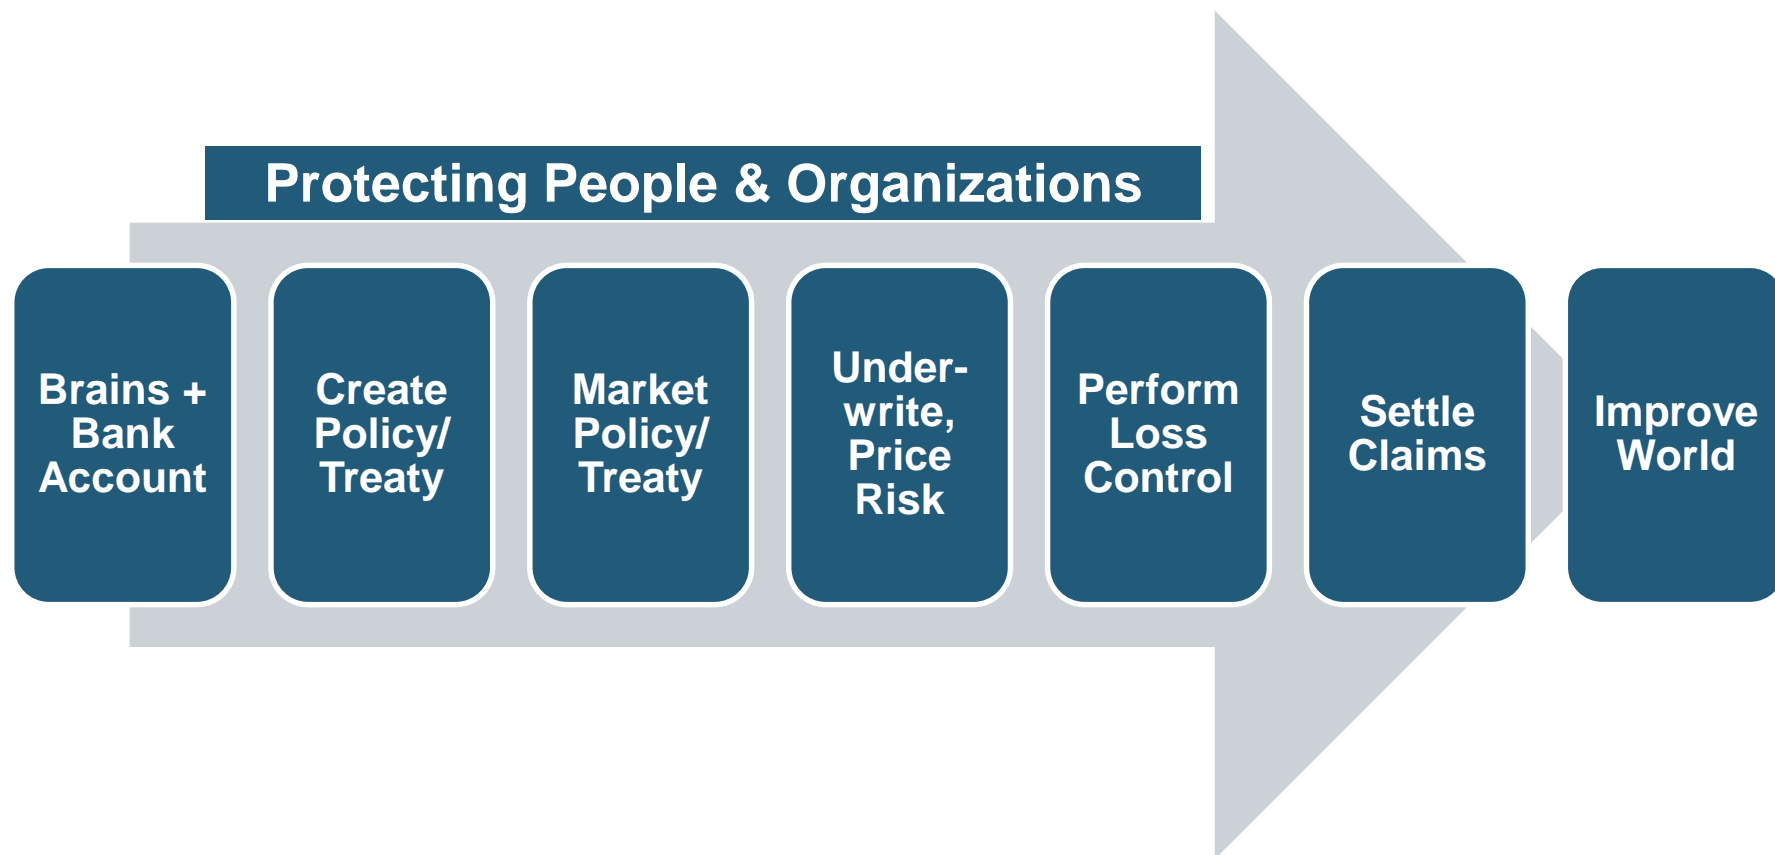 Protecting People & Organizations
Brains +
Bank
Account
Create
Policy/
Treaty
Market
Policy/
Treaty
Under-
write,
Price
Risk
Perform
Loss
Control
Settle
Claims
Improve
World